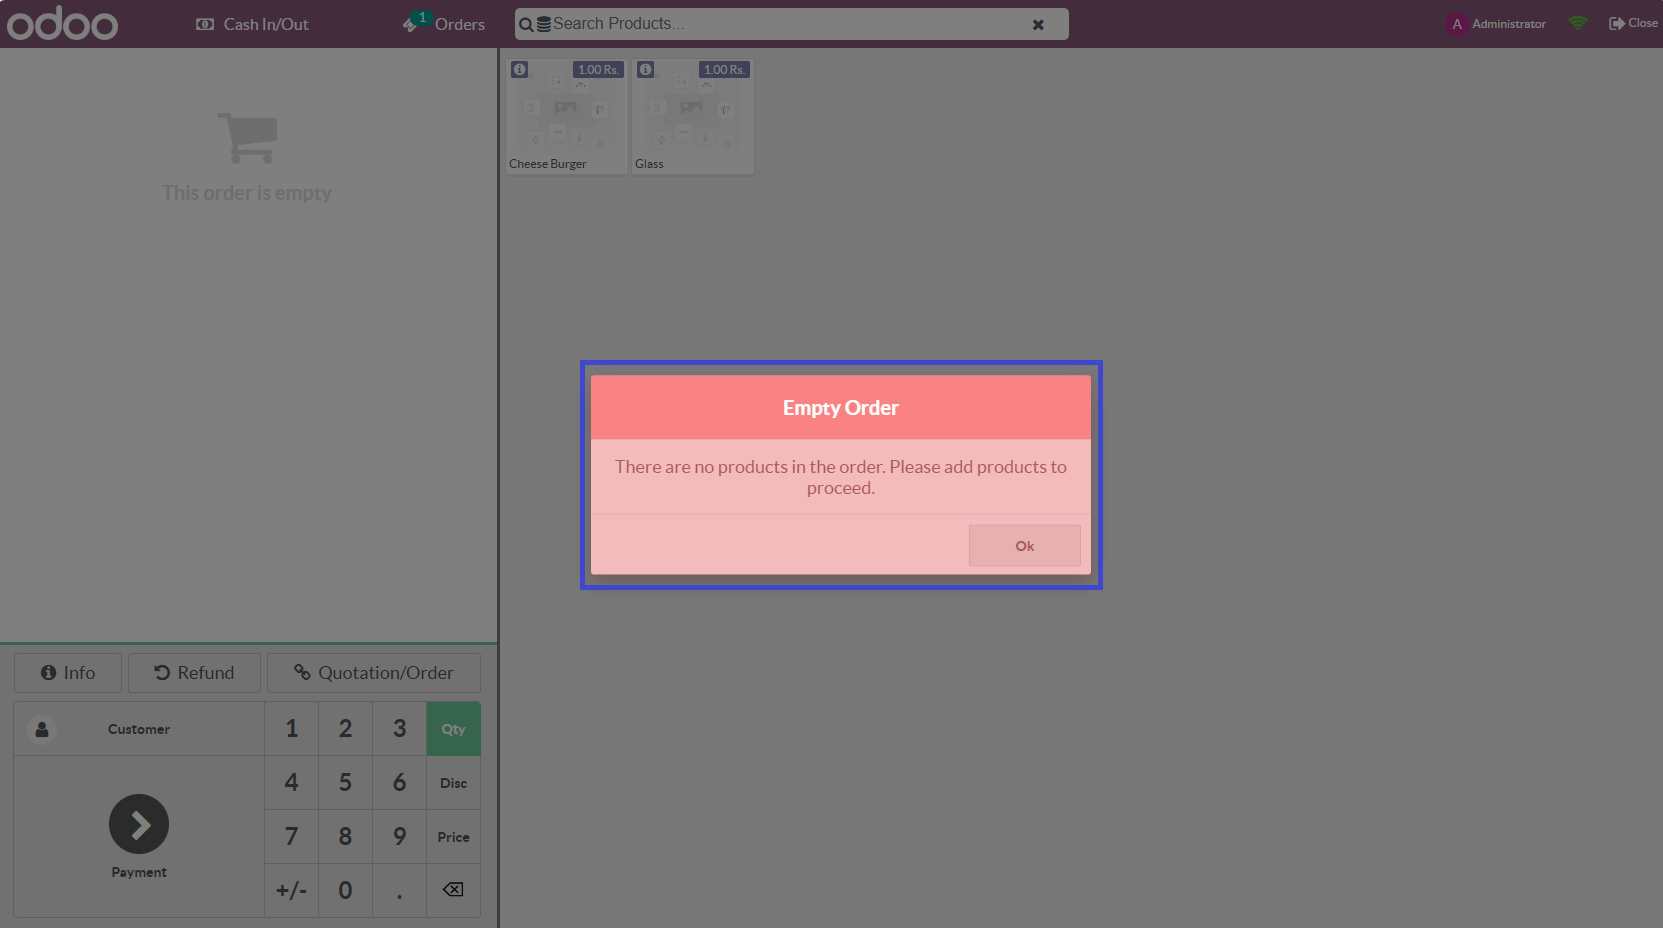 odoo
Cash In/Out
1
Orders
Search Products...
A
Administrator
Close
1.00 Rs.
Cheese Burger
1.00 Rs.
Glass
This order is empty
Empty Order
There are no products in the order. Please add products to
proceed.
Ok
Info
Refund
Quotation/Order
Customer
1 2 3 Qty
4 5 6 Disc
7 8 9 Price
+/- 0 .
Payment